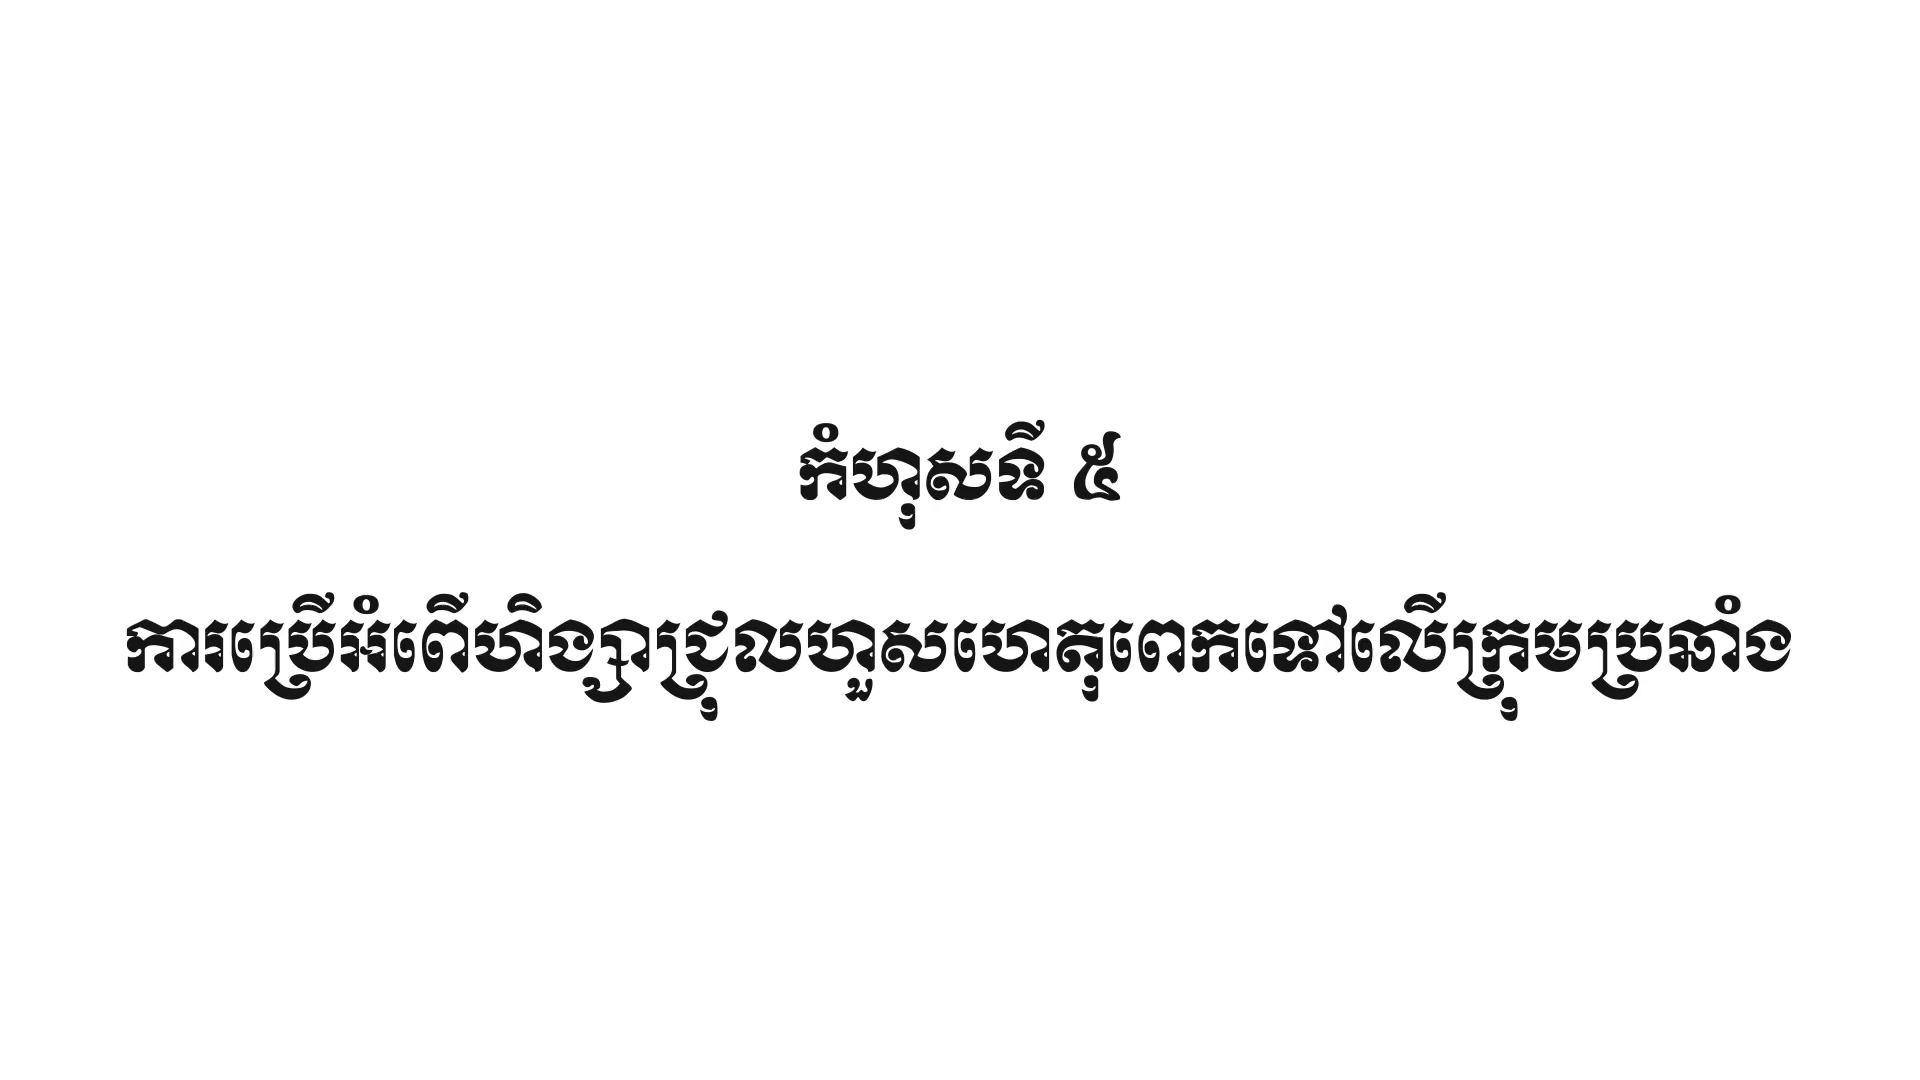 កំហុសទី ៥
ការប្រើអំពើហិង្សាជ្រុលហួសហេតុពេកទៅលើក្រុមប្រឆាំង